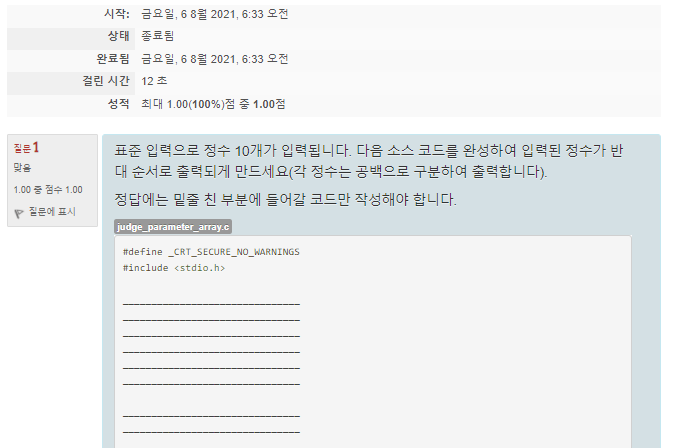 시작: 금요일, 6 8월 2021, 6:33 오전
상태 종료됨
완료됨 금요일, 6 8월 2021, 6:33 오전
걸린 시간 12 초
성적 최대 1.00(100%)점 중 1.00점
질문 1
맞음
1.00 중 점수 1.00
질문에 표시
표준 입력으로 정수 10개가 입력됩니다. 다음 소스 코드를 완성하여 입력된 정수가 반
대 순서로 출력되게 만드세요(각 정수는 공백으로 구분하여 출력합니다).
정답에는 밑줄 친 부분에 들어갈 코드만 작성해야 합니다.
judge_parameter_array.c
#define _CRT_SECURE_NO_WARNINGS
#include <stdio.h>
______________________________
______________________________
______________________________
______________________________
______________________________
______________________________
______________________________
______________________________